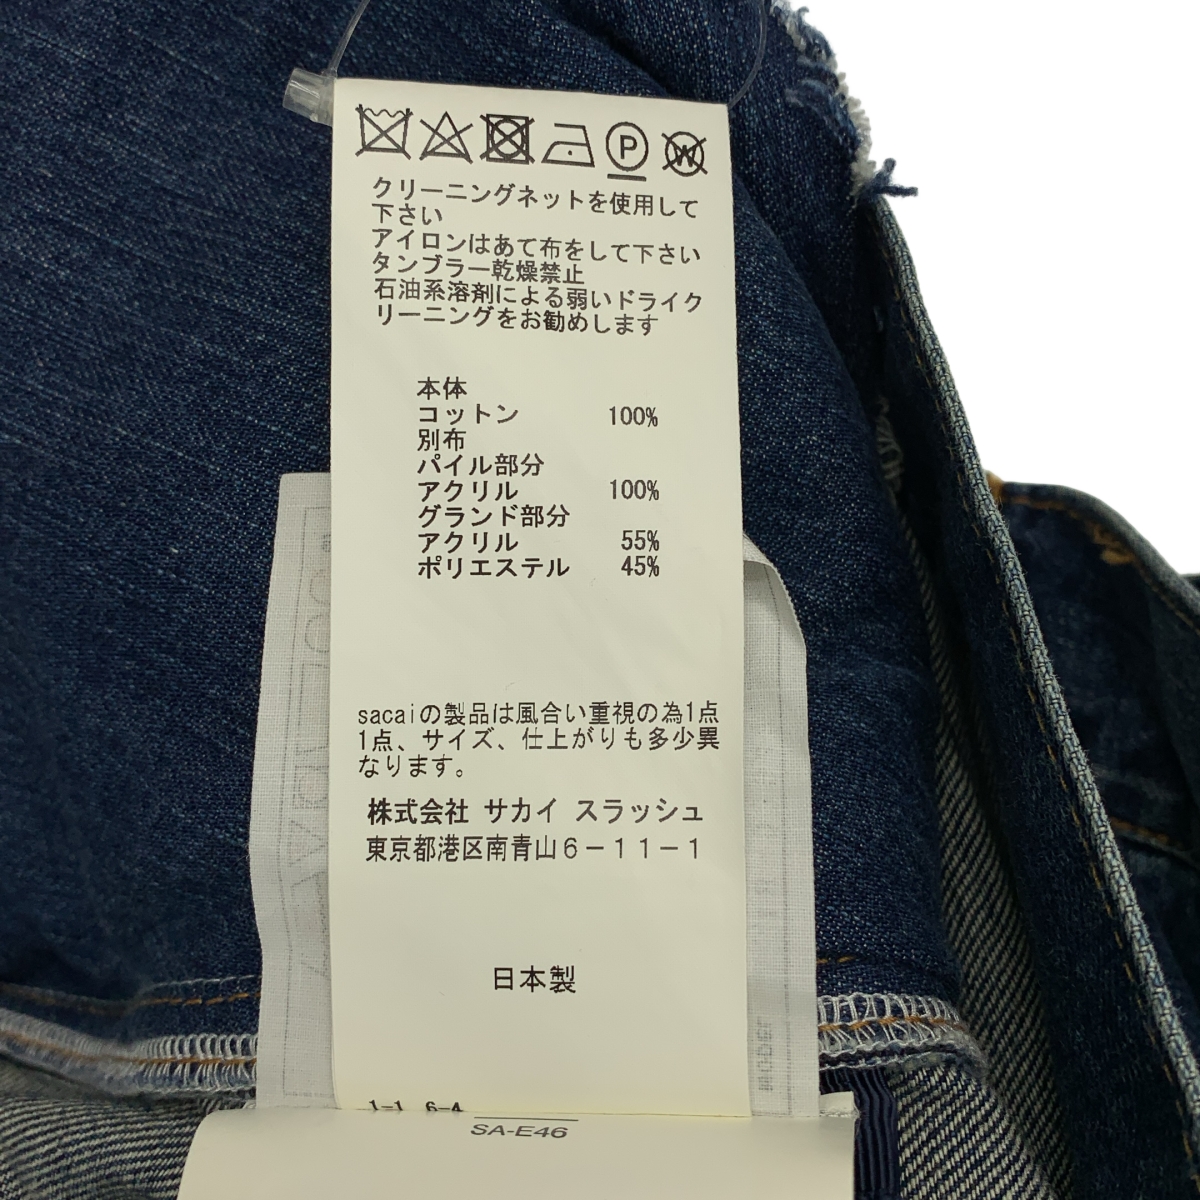 P W
クリーニングネットを使用して
下さい
アイロンはあて布をして下さい
タンブラー乾燥禁止
石油系溶剤による弱いドライク
リーニングをお勧めします
本体
コットン 100%
別布
パイル部分
アクリル 100%
グランド部分
アクリル 55%
ポリエステル 45%
sacaiの製品は風合い重視の為1点
1点、サイズ、仕上がりも多少異
なります。
株式会社 サカイ スラッシュ
東京都港区南青山6-11-1
日本製
SA-E46